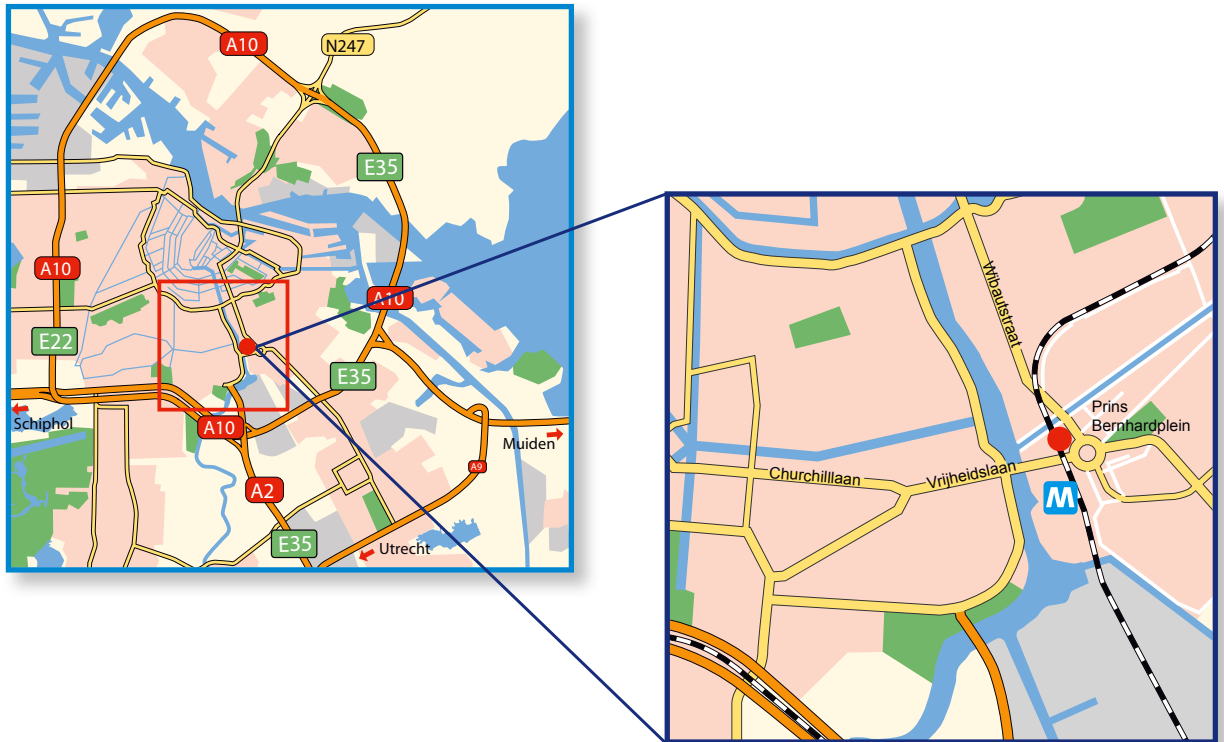 A10
N247
E35
A10
A10
E22
E35
Schiphol
A10
Muiden
A9
A2
E35
Utrecht
Wibautstraat
Prins
Bernhardplein
Churchilllaan
Vrijheidslaan
M